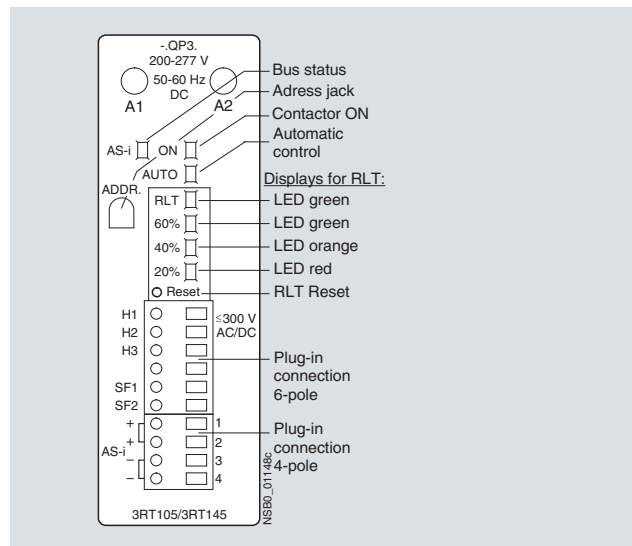 -.QP3.
200-277 V
50-60 Hz
DC
A1
A2
Bus status
Adress jack
Contactor ON
Automatic
control
AS-i
ON
AUTO
ADDR.
Displays for RLT:
RLT
LED green
60%
LED green
40%
LED orange
20%
LED red
Reset
RLT Reset
H1
≤300 V
H2
AC/DC
H3
Plug-in
connection
6-pole
SF1
SF2
+
1
+
2
AS-i
–
3
–
4
Plug-in
connection
4-pole
3RT105/3RT145
NSB0_01148c